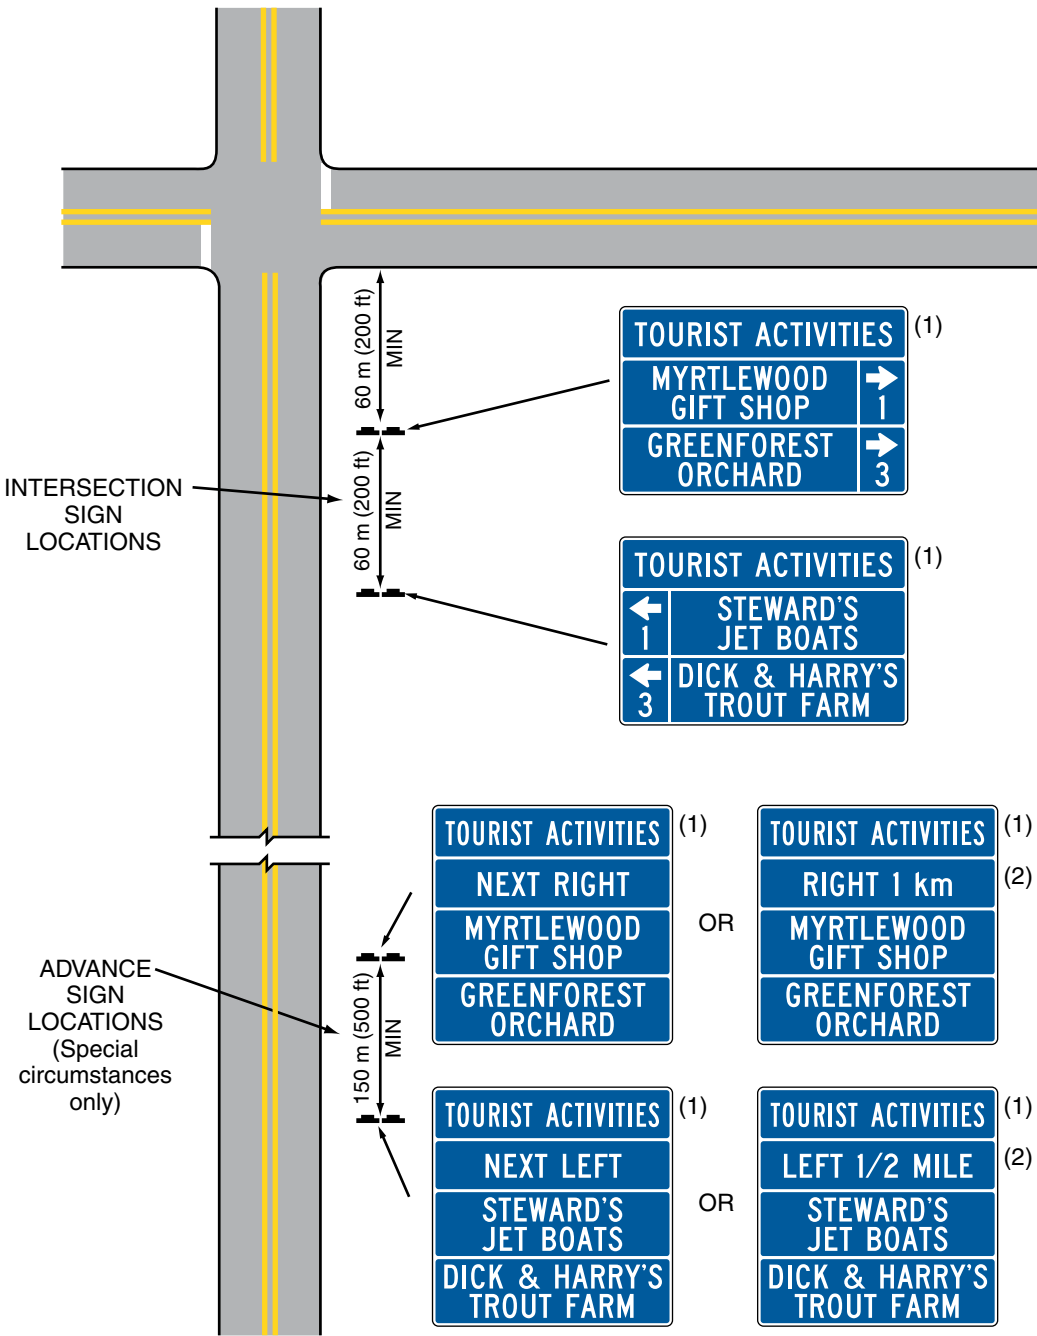 60 m (200 ft)
MIN
TOURIST ACTIVITIES (1)
MYRTLEWOOD
GIFT SHOP
1
GREENFOREST
ORCHARD
3
INTERSECTION
SIGN
LOCATIONS
60 m (200 ft)
MIN
TOURIST ACTIVITIES (1)
1
STEWARD'S
JET BOATS
3
DICK & HARRY'S
TROUT FARM
ADVANCE
SIGN
LOCATIONS
(Special
circumstances
only)
150 m (500 ft)
MIN
TOURIST ACTIVITIES (1)
NEXT RIGHT
MYRTLEWOOD
GIFT SHOP
GREENFOREST
ORCHARD
OR
TOURIST ACTIVITIES (1)
RIGHT 1 km (2)
MYRTLEWOOD
GIFT SHOP
GREENFOREST
ORCHARD
TOURIST ACTIVITIES (1)
NEXT LEFT
STEWARD'S
JET BOATS
DICK & HARRY'S
TROUT FARM
OR
TOURIST ACTIVITIES (1)
LEFT 1/2 MILE (2)
STEWARD'S
JET BOATS
DICK & HARRY'S
TROUT FARM